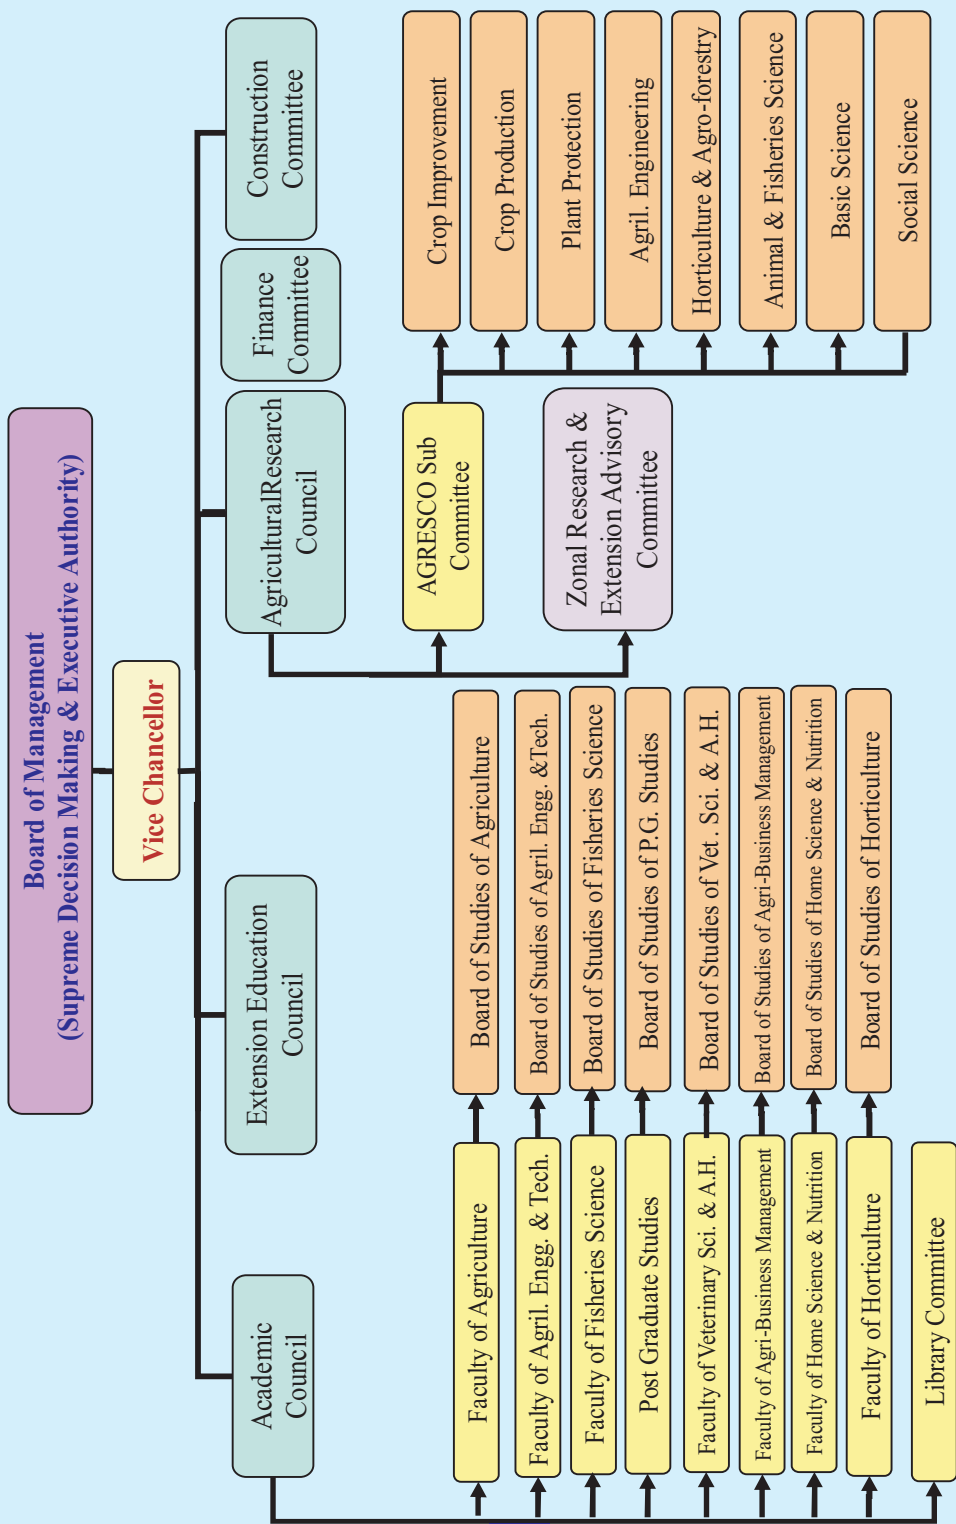 Board of Management
(Supreme Decision Making & Executive Authority)
Vice Chancellor
Academic
Council
Extension Education
Council
AgriculturalResearch
Council
Finance
Committee
Construction
Committee
Faculty of Agriculture
Faculty of Agril. Engg. & Tech.
Faculty of Fisheries Science
Post Graduate Studies
Faculty of Veterinary Sci. & A.H.
Faculty of Agri-Business Management
Faculty of Home Science & Nutrition
Faculty of Horticulture
Library Committee
Board of Studies of Agriculture
Board of Studies of Agril. Engg. &Tech.
Board of Studies of Fisheries Science
Board of Studies of P.G. Studies
Board of Studies of Vet . Sci. & A.H.
Board of Studies of Agri-Business Management
Board of Studies of Home Science & Nutrition
Board of Studies of Horticulture
AGRESCO Sub
Committee
Zonal Research &
Extension Advisory
Committee
Crop Improvement
Crop Production
Plant Protection
Agril. Engineering
Horticulture & Agro-forestry
Animal & Fisheries Science
Basic Science
Social Science